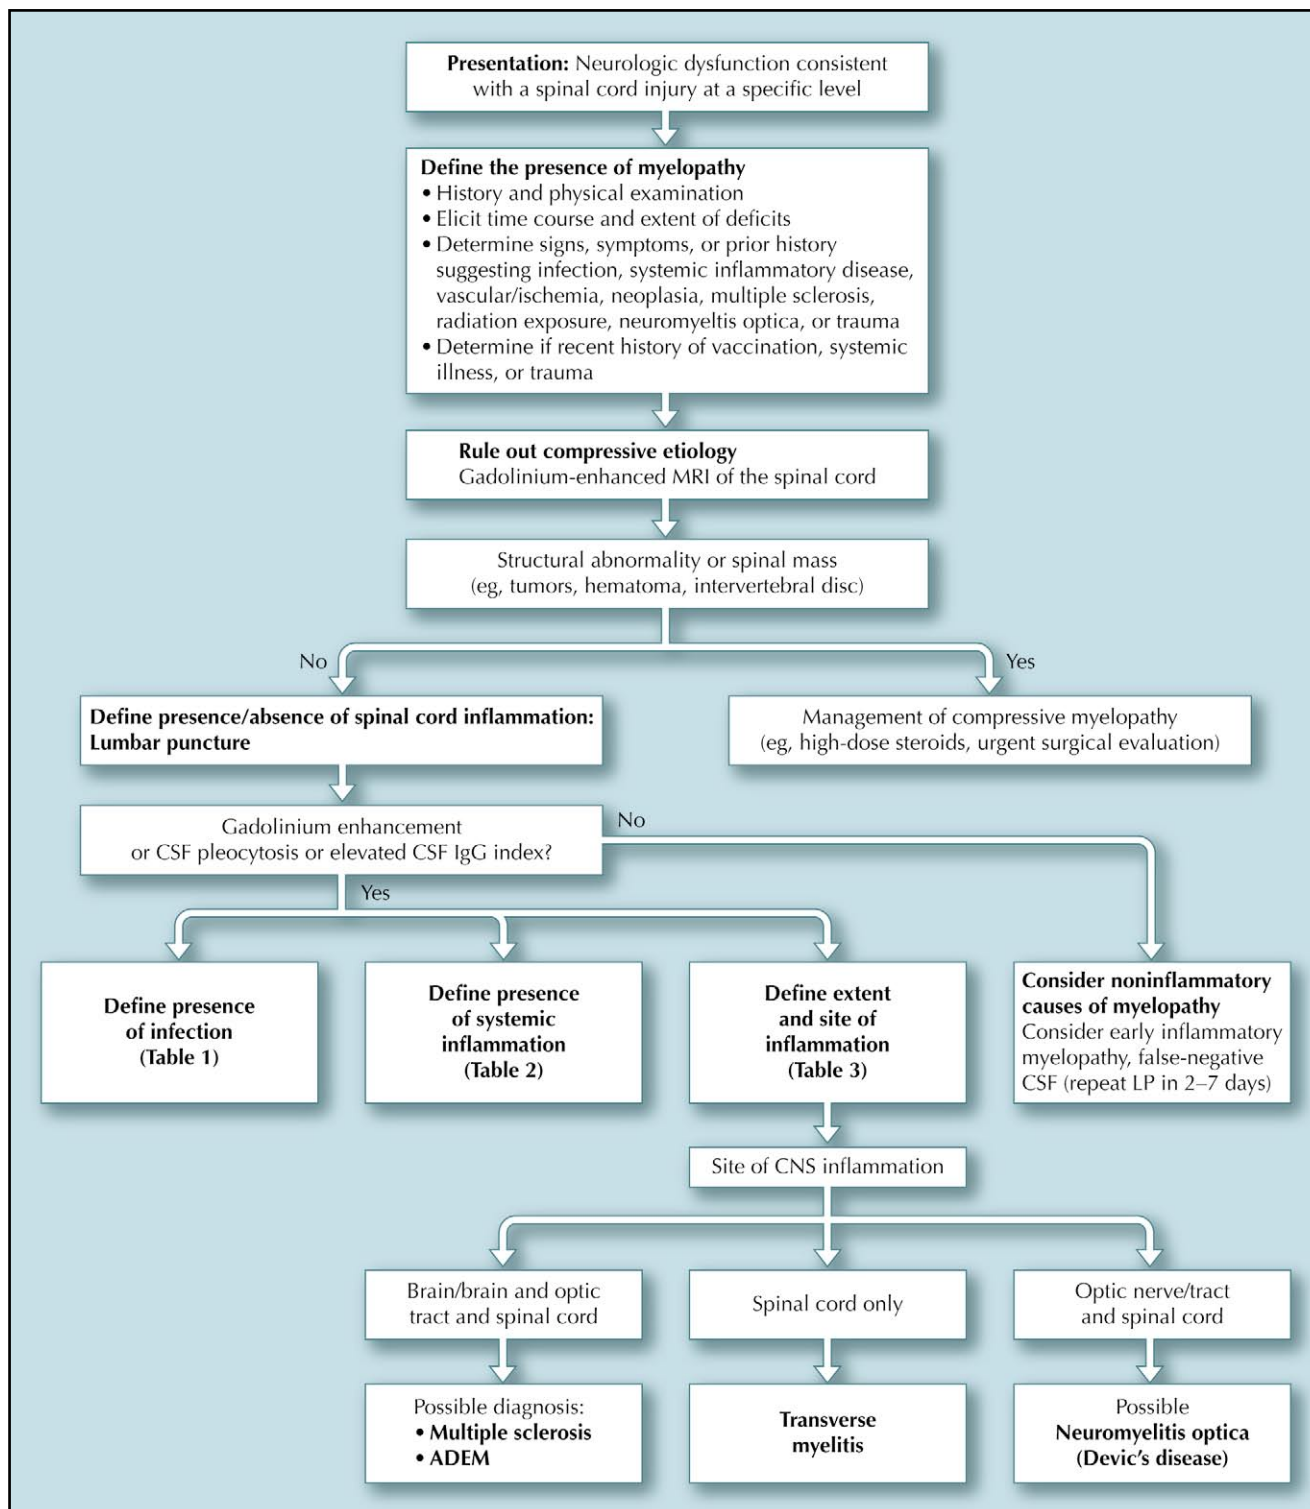 Presentation: Neurologic dysfunction consistent
with a spinal cord injury at a specific level
Define the presence of myelopathy
• History and physical examination
• Elicit time course and extent of deficits
• Determine signs, symptoms, or prior history
suggesting infection, systemic inflammatory disease,
vascular/ischemia, neoplasia, multiple sclerosis,
radiation exposure, neuromyeltis optica, or trauma
• Determine if recent history of vaccination, systemic
illness, or trauma
Rule out compressive etiology
Gadolinium-enhanced MRI of the spinal cord
Structural abnormality or spinal mass
(eg, tumors, hematoma, intervertebral disc)
No
Yes
Define presence/absence of spinal cord inflammation:
Lumbar puncture
Management of compressive myelopathy
(eg, high-dose steroids, urgent surgical evaluation)
Gadolinium enhancement
or CSF pleocytosis or elevated CSF IgG index?
No
Yes
Define presence
of infection
(Table 1)
Define presence
of systemic
inflammation
(Table 2)
Define extent
and site of
inflammation
(Table 3)
Consider noninflammatory
causes of myelopathy
Consider early inflammatory
myelopathy, false-negative
CSF (repeat LP in 2–7 days)
Site of CNS inflammation
Brain/brain and optic
tract and spinal cord
Spinal cord only
Optic nerve/tract
and spinal cord
Possible diagnosis:
• Multiple sclerosis
• ADEM
Transverse
myelitis
Possible
Neuromyelitis optica
(Devic's disease)